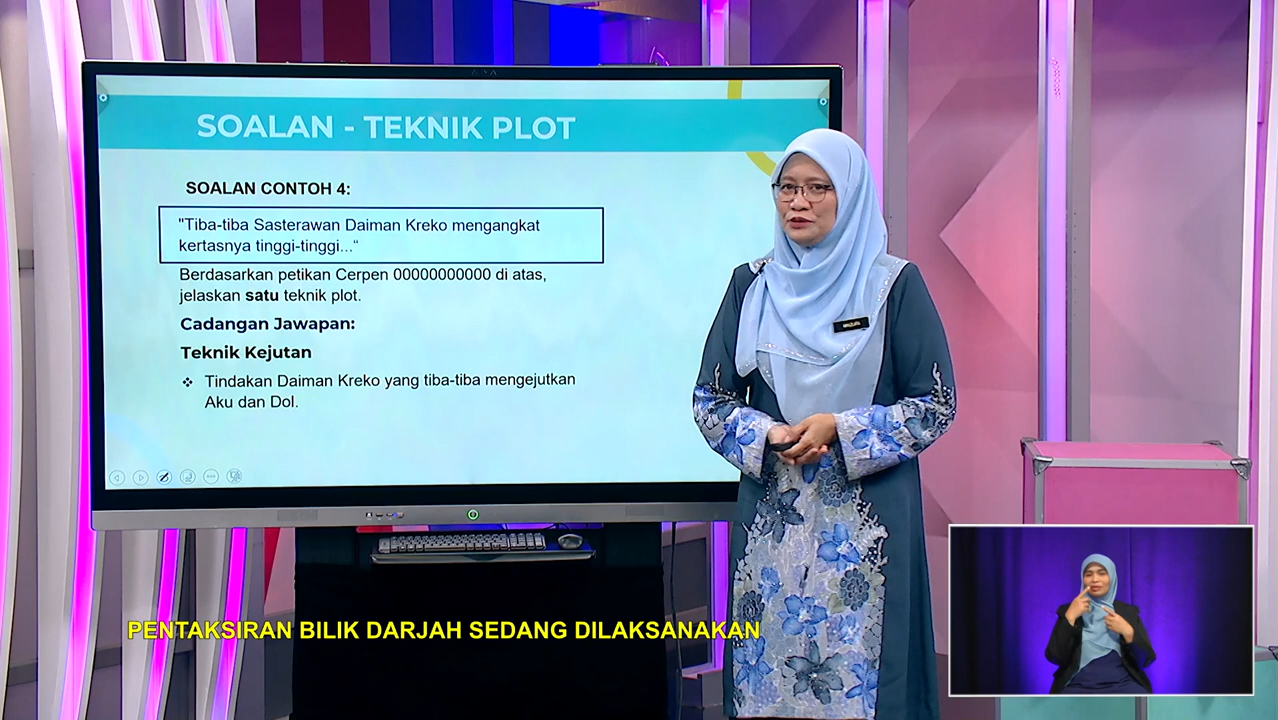 SOALAN - TEKNIK PLOT
SOALAN CONTOH 4:
"Tiba-tiba Sasterawan Daiman Kreko mengangkat
kertasnya tinggi-tinggi...“
Berdasarkan petikan Cerpen 00000000000 di atas,
jelaskan satu teknik plot.
Cadangan Jawapan:
Teknik Kejutan
❖ Tindakan Daiman Kreko yang tiba-tiba mengejutkan
Aku dan Dol.
PENTAKSIRAN BILIK DARJAH SEDANG DILAKSANAKAN